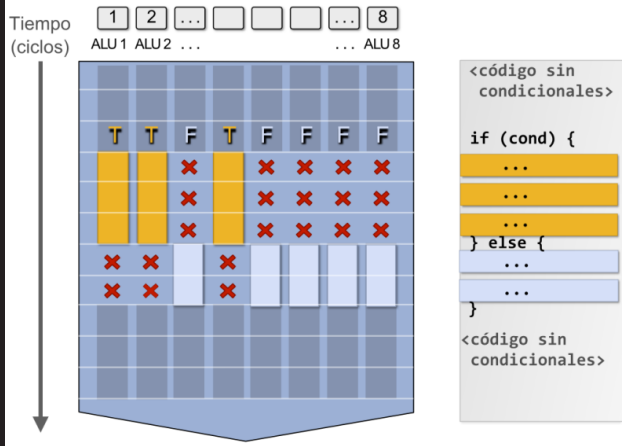 Tiempo
(ciclos)
1 2 ... ... 8
ALU 1 ALU 2 ... ... ALU 8
T T F T F F F F
<código sin
condicionales>
if (cond) {
...
...
...
} else {
...
...
}
<código sin
condicionales>